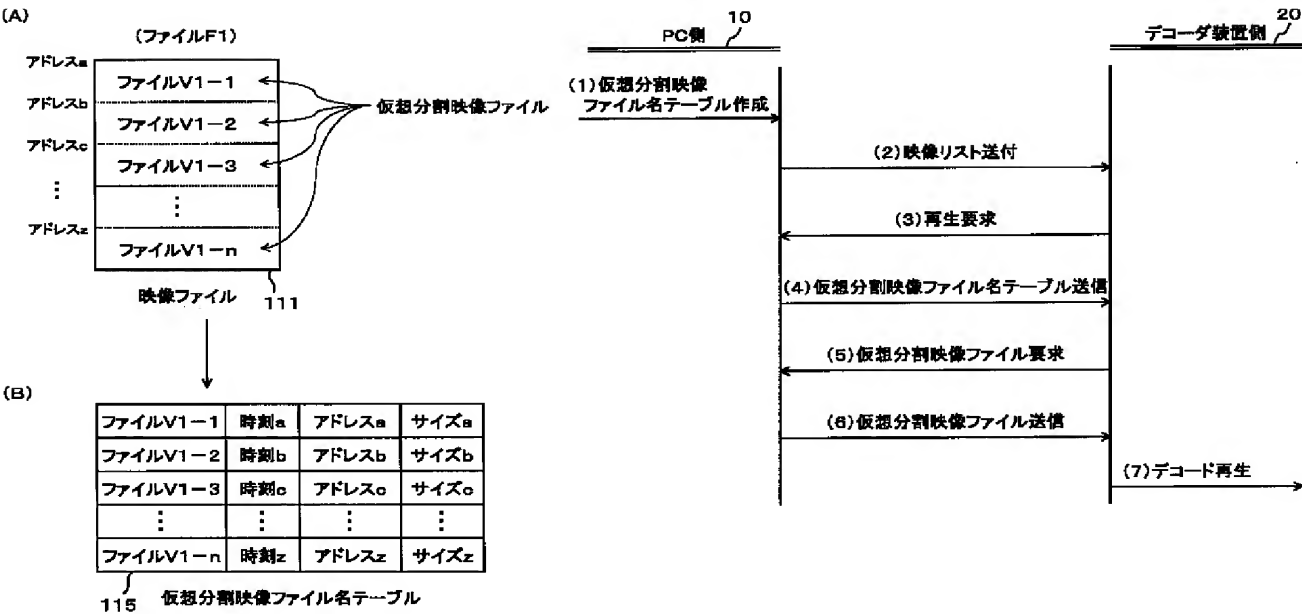 (A)
(ファイルF1)
アドレスa
ファイルV1－1
アドレスb
ファイルV1－2
アドレスc
ファイルV1－3
⋮
⋮
アドレスz
ファイルV1－n
仮想分割映像ファイル
映像ファイル
111
(B)
ファイルV1－1 時刻a アドレスa サイズa
ファイルV1－2 時刻b アドレスb サイズb
ファイルV1－3 時刻c アドレスc サイズc
⋮ ⋮ ⋮ ⋮
ファイルV1－n 時刻z アドレスz サイズz
115
仮想分割映像ファイル名テーブル
PC側
10
デコーダ装置側
20
(1)仮想分割映像
ファイル名テーブル作成
(2)映像リスト送付
(3)再生要求
(4)仮想分割映像ファイル名テーブル送信
(5)仮想分割映像ファイル要求
(6)仮想分割映像ファイル送信
(7)デコード再生